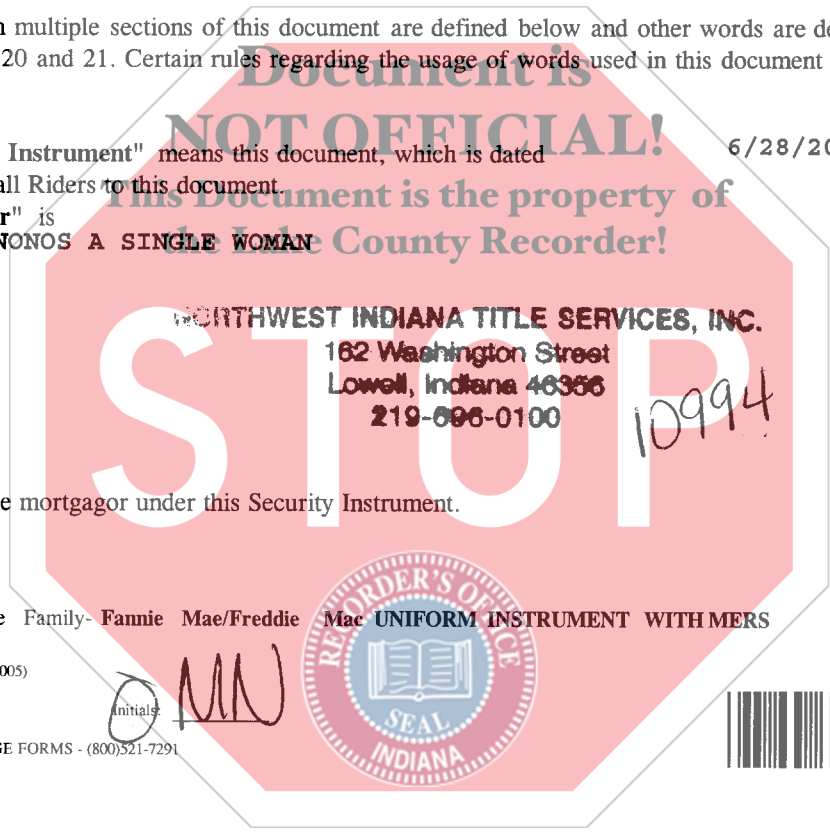 multiple sections of this document are defined below and other words are de
20 and 21. Certain rules regarding the usage of words used in this document
Document is
NOT OFFICIAL!
Instrument" means this document, which is dated 6/28/20
all Riders to this document.
This Document is the property of
r" is
the Lake County Recorder!
NONOS A SINGLE WOMAN
NORTHWEST INDIANA TITLE SERVICES, INC.
162 Washington Street
Lowell, Indiana 46356
219-696-0100
10994
STOP
e mortgagor under this Security Instrument.
RECORDER'S OFFICE
e Family- Fannie Mae/Freddie Mac UNIFORM INSTRUMENT WITH MERS
005)
Initials: MN
SEAL
INDIANA
GE FORMS - (800)521-7291